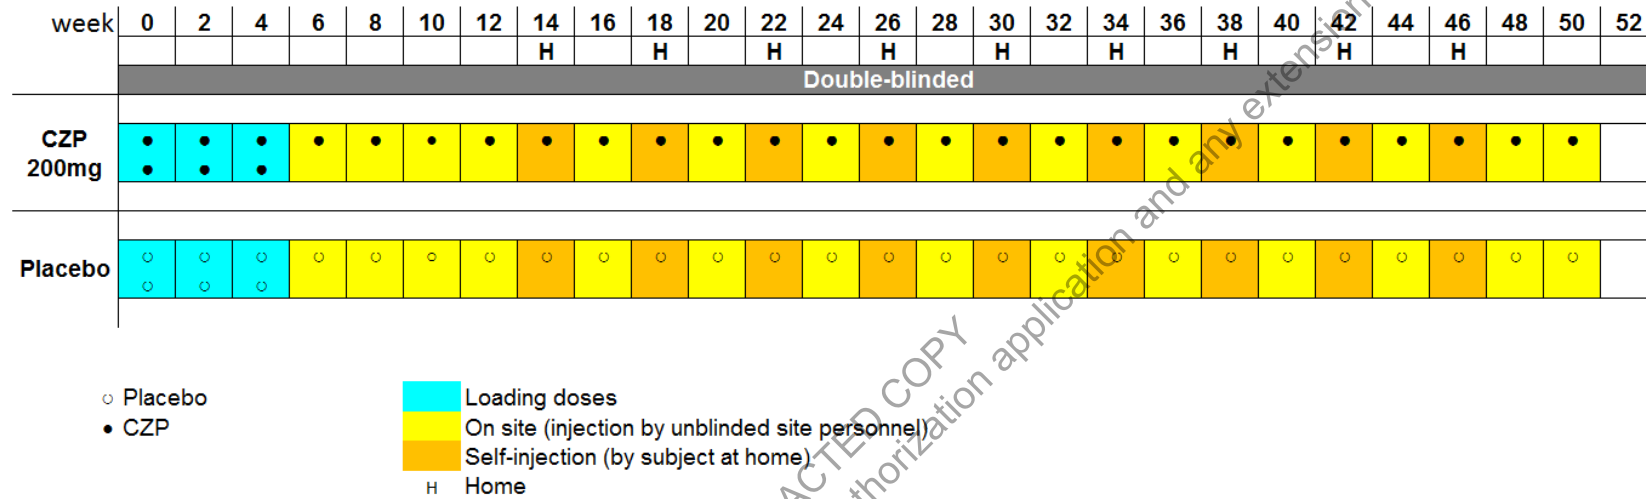 week 0 2 4 6 8 10 12 14 16 18 20 22 24 26 28 30 32 34 36 38 40 42 44 46 48 50 52
H H H H H H H H H
Double-blinded
CZP
200mg
Placebo
○ Placebo
● CZP
Loading doses
On site (injection by unblinded site personnel)
Self-injection (by subject at home)
H Home
COPY
application and any extension